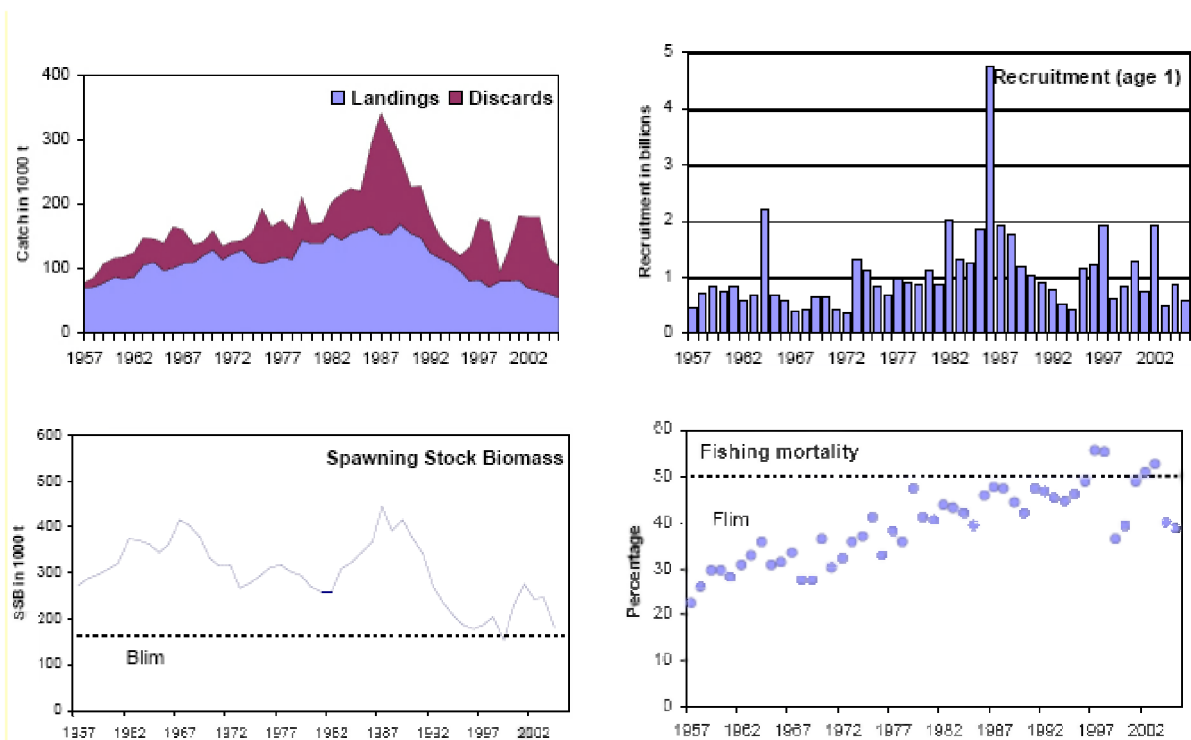 400
300
200
100
0
Catch in 1000 t
Landings Discards
1957 1962 1967 1972 1977 1982 1987 1992 1997 2002
5
4
3
2
1
0
Recruitment in billions
Recruitment (age 1)
1957 1962 1967 1972 1977 1982 1987 1992 1997 2002
600
500
400
300
200
100
0
SSB in 1000 t
Spawning Stock Biomass
Blim
1957 1962 1967 1972 1977 1982 1987 1992 1997 2002
60
50
40
30
20
10
0
Percentage
Fishing mortality
Flim
1957 1962 1967 1972 1977 1982 1987 1992 1997 2002